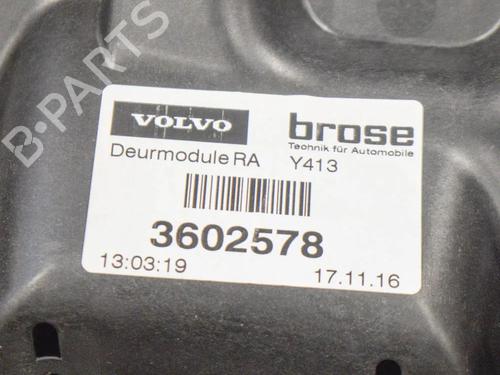 B-PARTS
VOLVO
brose
Technik für Automobile
Deurmodule RA Y413
3602578
13:03:19 17.11.16